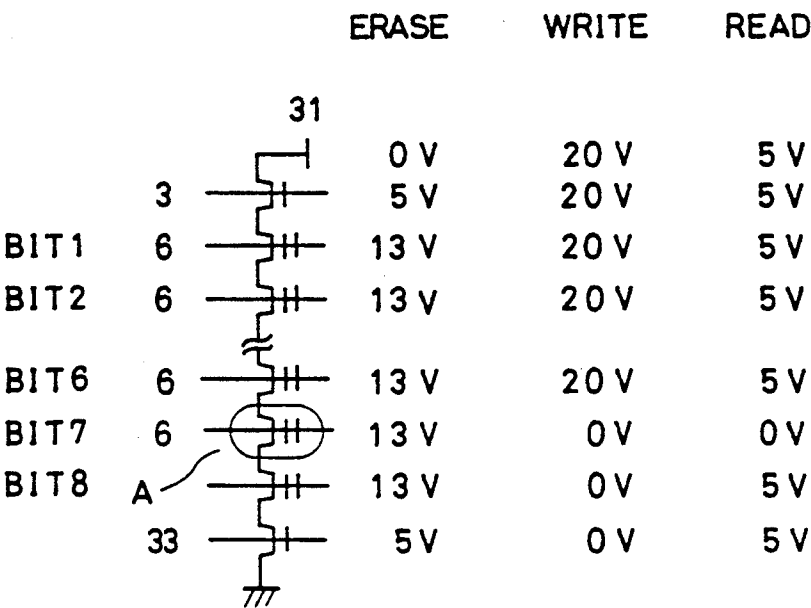 ERASE WRITE READ
31
0 V 20 V 5 V
3 5 V 20 V 5 V
BIT1 6 13 V 20 V 5 V
BIT2 6 13 V 20 V 5 V
BIT6 6 13 V 20 V 5 V
BIT7 6 13 V 0 V 0 V
BIT8 A 13 V 0 V 5 V
33 5 V 0 V 5 V